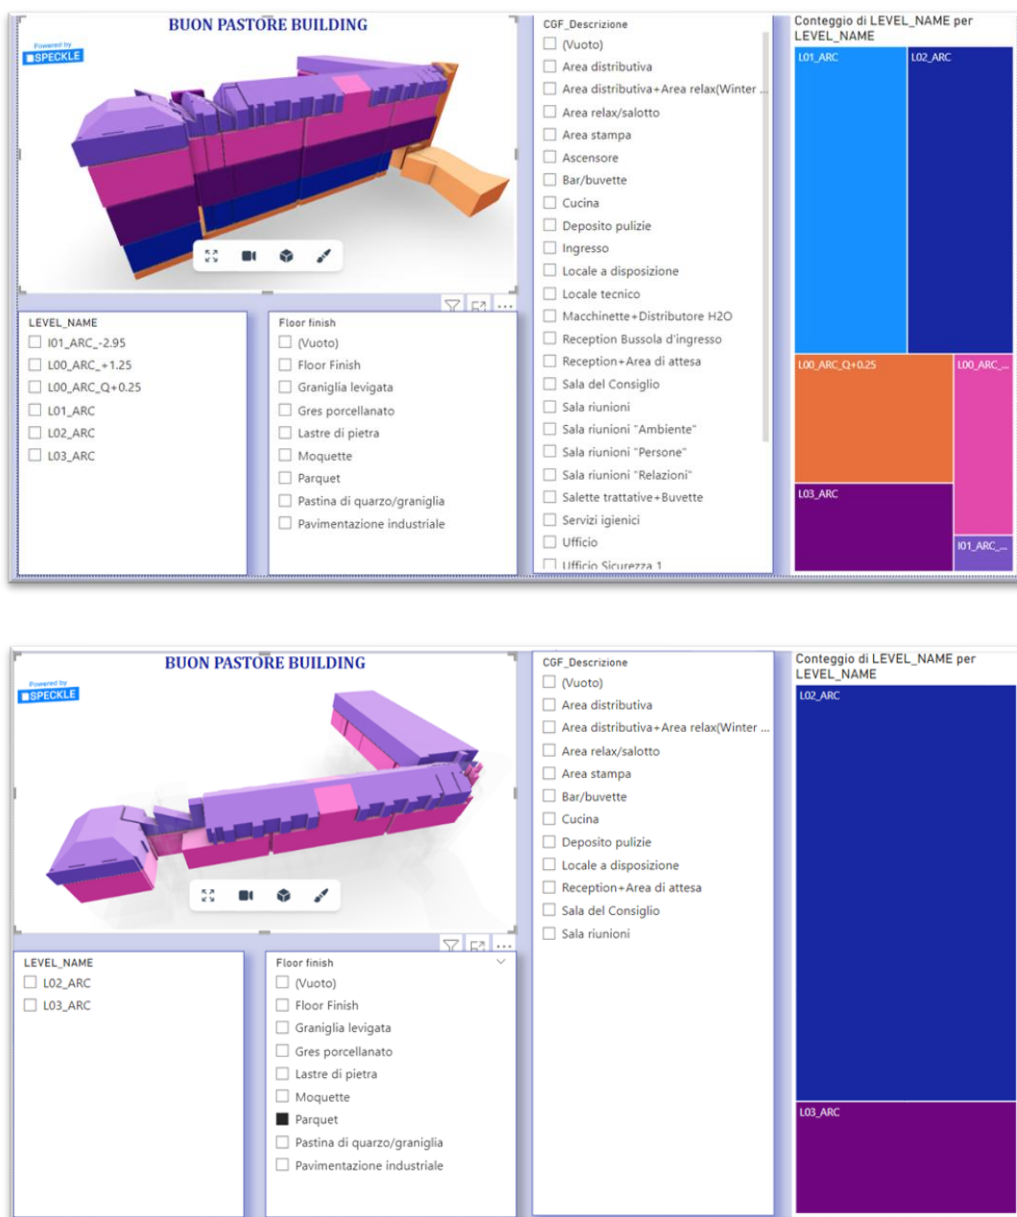 BUON PASTORE BUILDING
Powered by
SPECKLE
LEVEL_NAME
I01_ARC_-2.95
L00_ARC_+1.25
L00_ARC_Q+0.25
L01_ARC
L02_ARC
L03_ARC
Floor finish
(Vuoto)
Floor Finish
Graniglia levigata
Gres porcellanato
Lastre di pietra
Moquette
Parquet
Pastina di quarzo/graniglia
Pavimentazione industriale
CGF_Descrizione
(Vuoto)
Area distributiva
Area distributiva+Area relax(Winter ...
Area relax/salotto
Area stampa
Ascensore
Bar/buvette
Cucina
Deposito pulizie
Ingresso
Locale a disposizione
Locale tecnico
Macchinette+Distributore H2O
Reception Bussola d'ingresso
Reception+Area di attesa
Sala del Consiglio
Sala riunioni
Sala riunioni "Ambiente"
Sala riunioni "Persone"
Sala riunioni "Relazioni"
Salette trattative+Buvette
Servizi igienici
Ufficio
Ufficio Sicurezza 1
Conteggio di LEVEL_NAME per
LEVEL_NAME
L01_ARC
L02_ARC
L00_ARC_Q+0.25
L00_ARC_...
L03_ARC
I01_ARC_...
BUON PASTORE BUILDING
Powered by
SPECKLE
LEVEL_NAME
L02_ARC
L03_ARC
Floor finish
(Vuoto)
Floor Finish
Graniglia levigata
Gres porcellanato
Lastre di pietra
Moquette
Parquet
Pastina di quarzo/graniglia
Pavimentazione industriale
CGF_Descrizione
(Vuoto)
Area distributiva
Area distributiva+Area relax(Winter ...
Area relax/salotto
Area stampa
Bar/buvette
Cucina
Deposito pulizie
Locale a disposizione
Reception+Area di attesa
Sala del Consiglio
Sala riunioni
Conteggio di LEVEL_NAME per
LEVEL_NAME
L02_ARC
L03_ARC